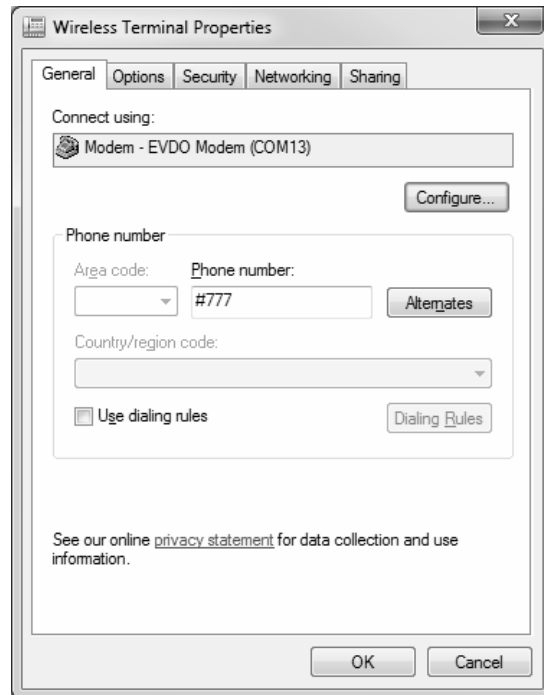 Wireless Terminal Properties
General Options Security Networking Sharing
Connect using:
Modem - EVDO Modem (COM13)
Configure...
Phone number
Area code: Phone number:
#777 Alternates
Country/region code:
Use dialing rules Dialing Rules
See our online privacy statement for data collection and use
information.
OK Cancel